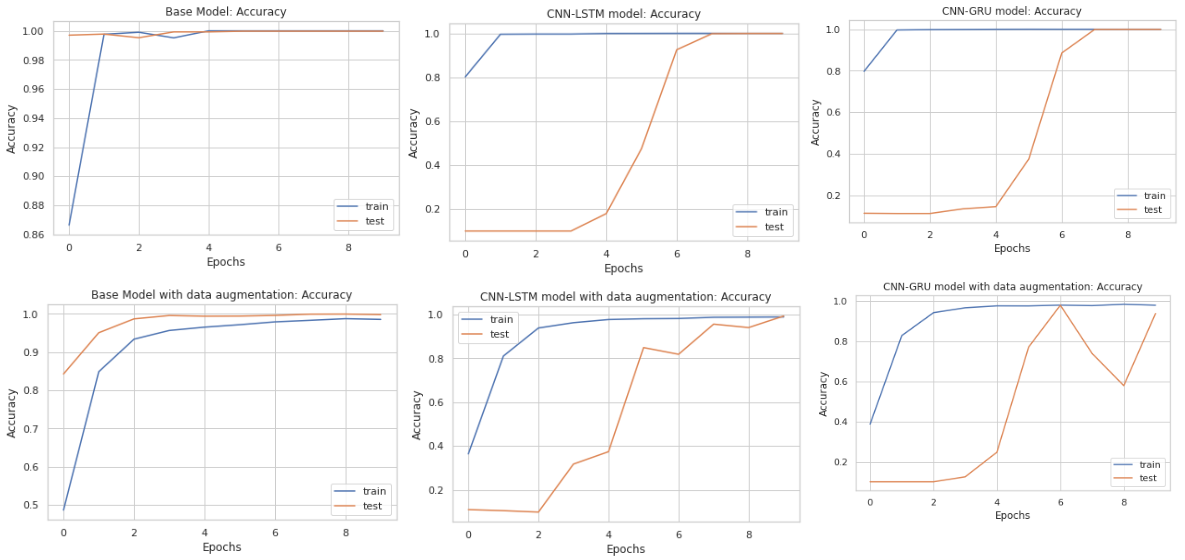 Base Model: Accuracy
1.00
0.98
0.96
0.94
0.92
0.90
0.88
0.86
Accuracy
train
test
0 2 4 6 8
Epochs
CNN-LSTM model: Accuracy
1.0
0.8
0.6
0.4
0.2
Accuracy
train
test
0 2 4 6 8
Epochs
CNN-GRU model: Accuracy
1.0
0.8
0.6
0.4
0.2
Accuracy
train
test
0 2 4 6 8
Epochs
Base Model with data augmentation: Accuracy
1.0
0.9
0.8
0.7
0.6
0.5
Accuracy
train
test
0 2 4 6 8
Epochs
CNN-LSTM model with data augmentation: Accuracy
1.0
0.8
0.6
0.4
0.2
Accuracy
train
test
0 2 4 6 8
Epochs
CNN-GRU model with data augmentation: Accuracy
1.0
0.8
0.6
0.4
0.2
Accuracy
train
test
0 2 4 6 8
Epochs